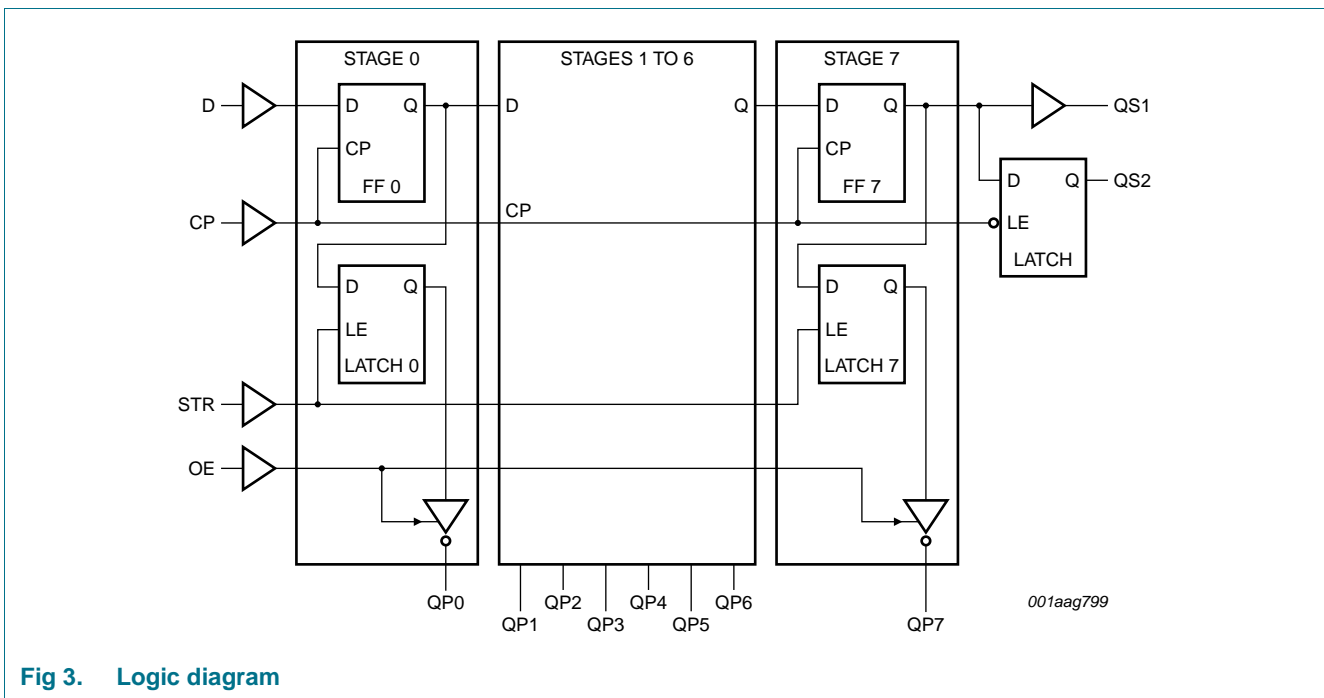 STAGE 0
STAGES 1 TO 6
STAGE 7
D
D
Q
D
Q
D
Q
QS1
CP
CP
FF 0
FF 7
D
Q
QS2
CP
CP
LE
LATCH
D
Q
D
Q
LE
LE
LATCH 0
LATCH 7
STR
OE
QP0
QP2
QP4
QP6
QP1
QP3
QP5
QP7
001aag799
Fig 3. Logic diagram